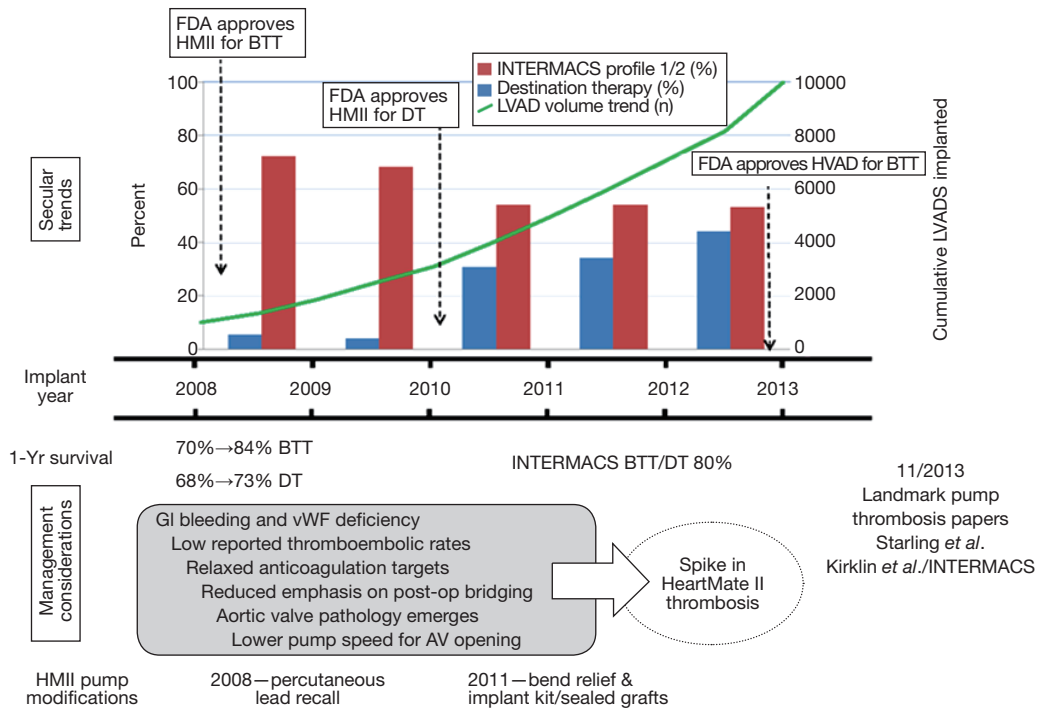 FDA approves
HMII for BTT
FDA approves
HMII for DT
INTERMACS profile 1/2 (%)
Destination therapy (%)
LVAD volume trend (n)
FDA approves HVAD for BTT
Secular
trends
Percent
100
80
60
40
20
0
10000
8000
6000
4000
2000
0
Cumulative LVADS implanted
Implant
year
2008
2009
2010
2011
2012
2013
1-Yr survival
70%→84% BTT
68%→73% DT
INTERMACS BTT/DT 80%
11/2013
Landmark pump
thrombosis papers
Starling et al.
Kirklin et al./INTERMACS
Management
considerations
GI bleeding and vWF deficiency
Low reported thromboembolic rates
Relaxed anticoagulation targets
Reduced emphasis on post-op bridging
Aortic valve pathology emerges
Lower pump speed for AV opening
Spike in
HeartMate II
thrombosis
HMII pump
modifications
2008—percutaneous
lead recall
2011—bend relief &
implant kit/sealed grafts